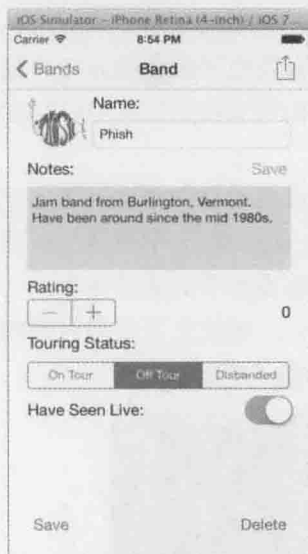 iOS Simulator – iPhone Retina (4-inch) / iOS 7...
Carrier 8:54 PM
Bands Band
Name:
PHISH
Phish
Notes: Save
Jam band from Burlington, Vermont.
Have been around since the mid 1980s.
Rating:
− + 0
Touring Status:
On Tour Off Tour Disbanded
Have Seen Live:
Save Delete